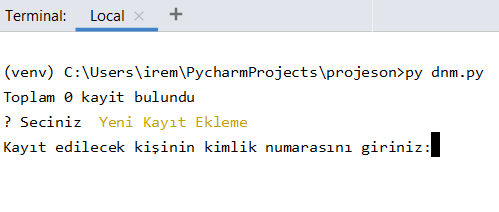 Terminal: Local × +
(venv) C:\Users\irem\PycharmProjects\projeson>py dnm.py
Toplam 0 kayit bulundu
? Seciniz  Yeni Kayıt Ekleme
Kayıt edilecek kişinin kimlik numarasını giriniz: